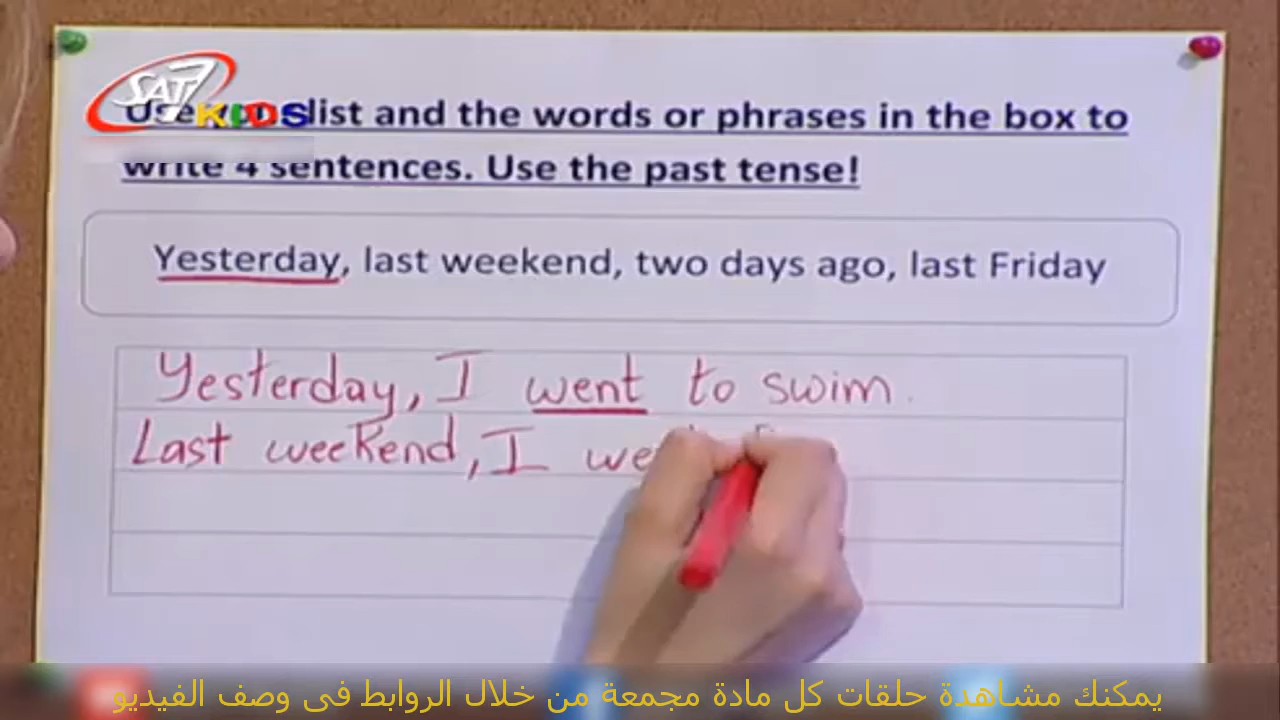 SAT7
KIDS
Use list and the words or phrases in the box to
write 4 sentences. Use the past tense!
Yesterday, last weekend, two days ago, last Friday
Yesterday, I went to swim.
Last weekend, I we
يمكنك مشاهدة حلقات كل مادة مجمعة من خلال الروابط فى وصف الفيديو